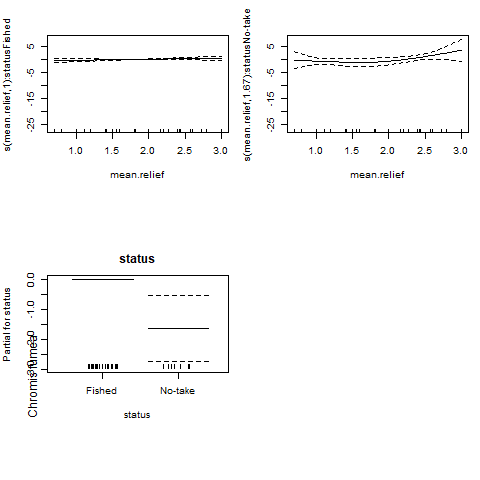 s(mean.relief,1):statusFished
5
-5
-15
-25
1.0 1.5 2.0 2.5 3.0
mean.relief
s(mean.relief,1.67):statusNo-take
5
-5
-15
-25
1.0 1.5 2.0 2.5 3.0
mean.relief
status
Partial for status
0.0
-1.0
-2.0
-3.0
Fished No-take
status